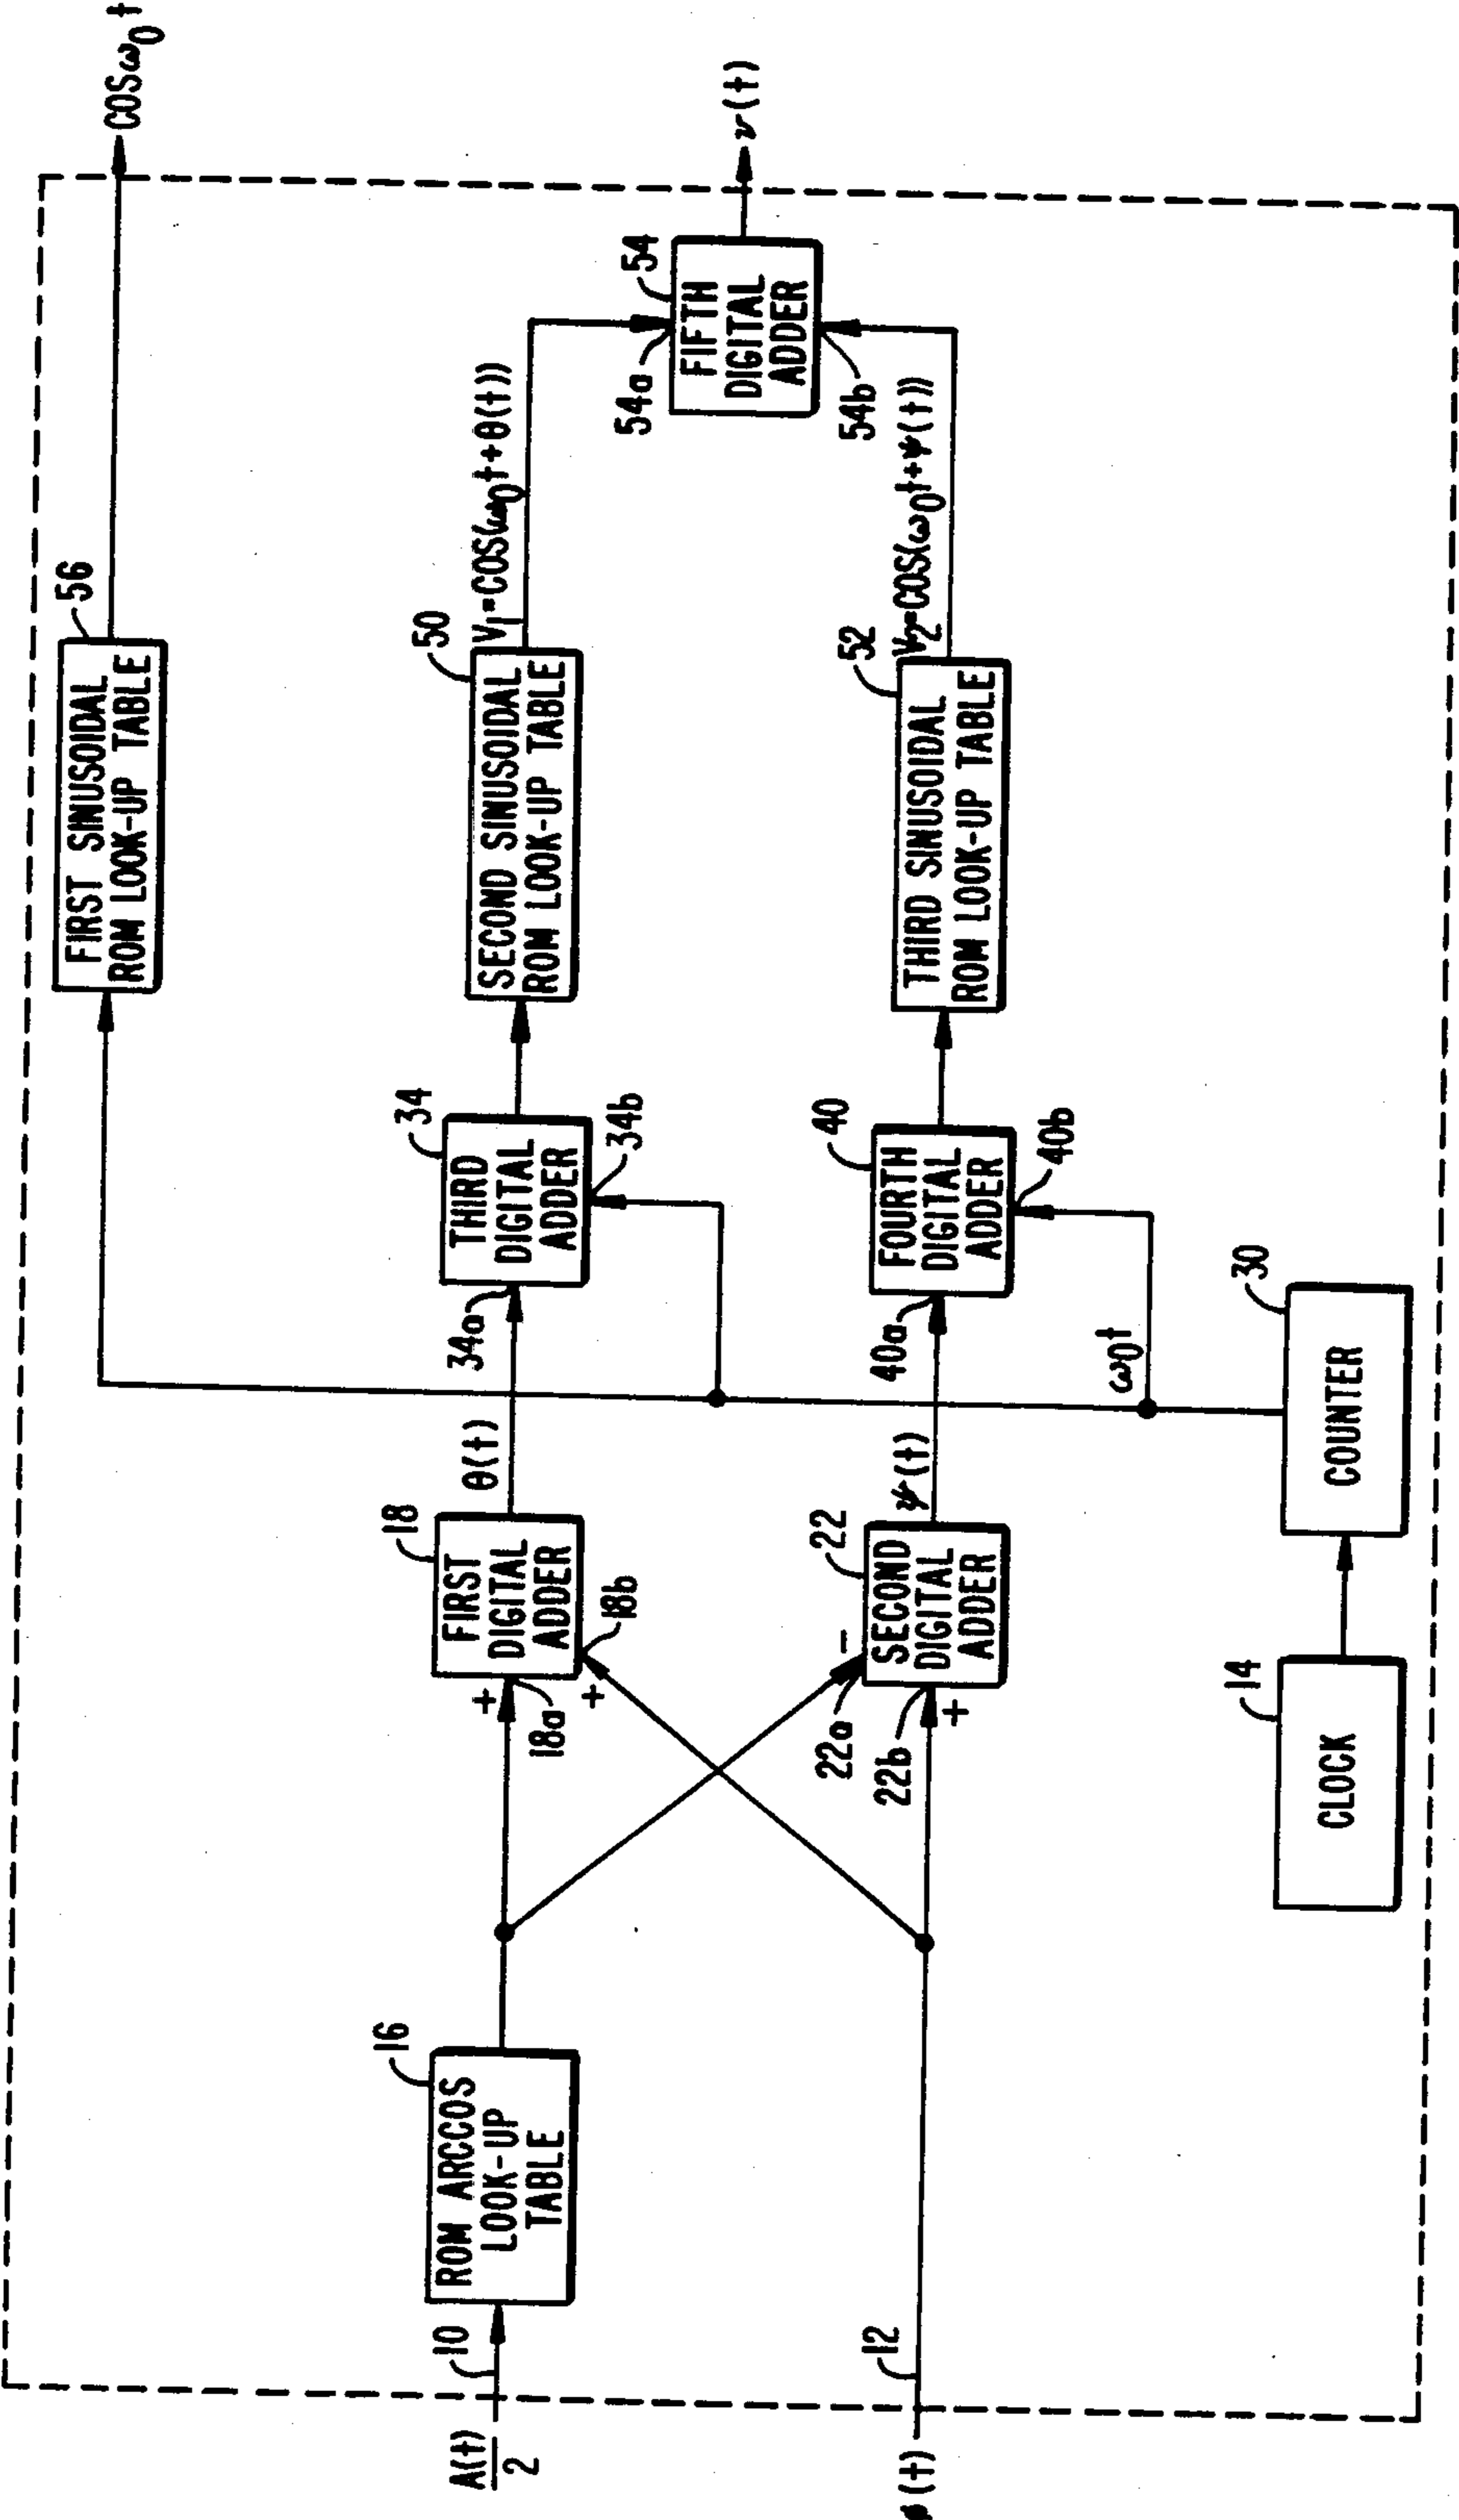 cosω0t
56
FIRST SINUSOIDAL
ROM LOOK-UP TABLE
A(t)
2
10
16
ROM ARCCOS
LOOK-UP
TABLE
+
18a
+
18b
18
FIRST
DIGITAL
ADDER
θ(t)
34a
34
THIRD
DIGITAL
ADDER
34b
50
SECOND SINUSOIDAL
ROM LOOK-UP TABLE
V1=COS(ω0t+θ(t))
54a
54
FIFTH
DIGITAL
ADDER
54b
ν(t)
(t)
12
22a
-
22b
+
22
SECOND
DIGITAL
ADDER
ψ(t)
40a
40
FOURTH
DIGITAL
ADDER
40b
52
THIRD SINUSOIDAL
ROM LOOK-UP TABLE
V2=COS(ω0t+ψ(t))
14
CLOCK
30
COUNTER
ω0t